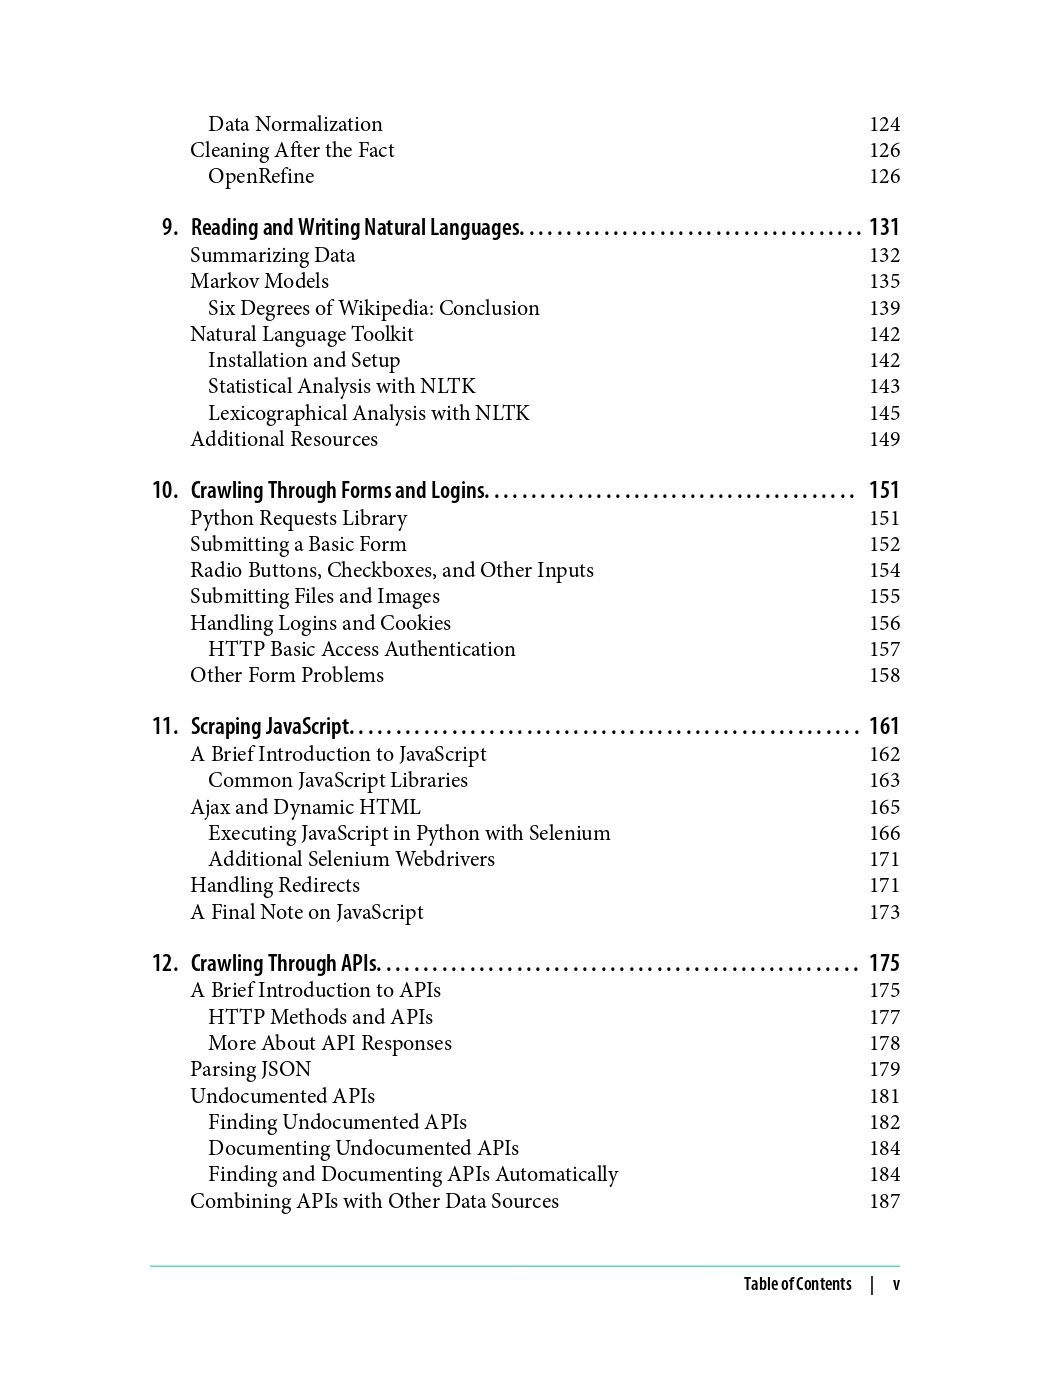 Data Normalization 124
Cleaning After the Fact 126
OpenRefine 126
9. Reading and Writing Natural Languages. . . . . . . . . . . . . . . . . . . . . . . . . . . . . . . . . . . 131
Summarizing Data 132
Markov Models 135
Six Degrees of Wikipedia: Conclusion 139
Natural Language Toolkit 142
Installation and Setup 142
Statistical Analysis with NLTK 143
Lexicographical Analysis with NLTK 145
Additional Resources 149
10. Crawling Through Forms and Logins. . . . . . . . . . . . . . . . . . . . . . . . . . . . . . . . . . . . . . . 151
Python Requests Library 151
Submitting a Basic Form 152
Radio Buttons, Checkboxes, and Other Inputs 154
Submitting Files and Images 155
Handling Logins and Cookies 156
HTTP Basic Access Authentication 157
Other Form Problems 158
11. Scraping JavaScript. . . . . . . . . . . . . . . . . . . . . . . . . . . . . . . . . . . . . . . . . . . . . . . . . . . . . 161
A Brief Introduction to JavaScript 162
Common JavaScript Libraries 163
Ajax and Dynamic HTML 165
Executing JavaScript in Python with Selenium 166
Additional Selenium Webdrivers 171
Handling Redirects 171
A Final Note on JavaScript 173
12. Crawling Through APIs. . . . . . . . . . . . . . . . . . . . . . . . . . . . . . . . . . . . . . . . . . . . . . . . . . 175
A Brief Introduction to APIs 175
HTTP Methods and APIs 177
More About API Responses 178
Parsing JSON 179
Undocumented APIs 181
Finding Undocumented APIs 182
Documenting Undocumented APIs 184
Finding and Documenting APIs Automatically 184
Combining APIs with Other Data Sources 187
Table of Contents | v